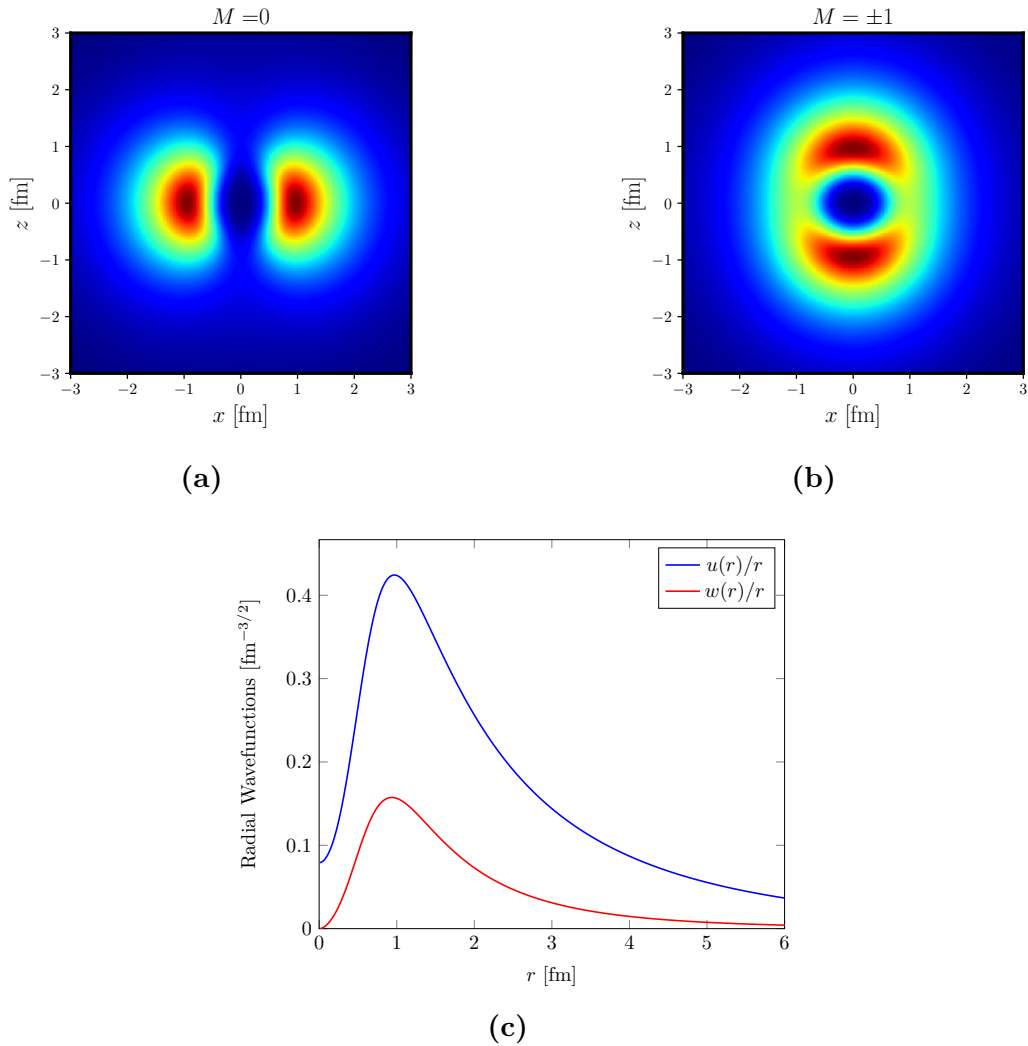 M =0
3
2
1
0
−1
−2
−3
z [fm]
−3 −2 −1 0 1 2 3
x [fm]
(a)
M = ±1
3
2
1
0
−1
−2
−3
z [fm]
−3 −2 −1 0 1 2 3
x [fm]
(b)
u(r)/r
w(r)/r
0.4
0.3
0.2
0.1
0
Radial Wavefunctions [fm−3/2]
0 1 2 3 4 5 6
r [fm]
(c)